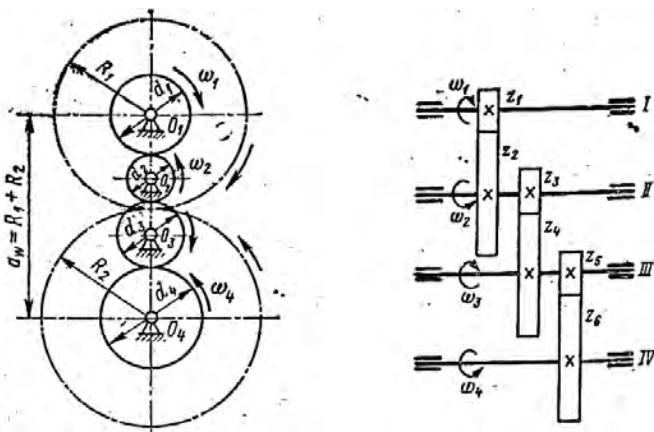 R₁
d₁
ω₁
O₁
ω₂
O₂
a_w = R₁ + R₂
d₃
O₃
R₂
d₄
ω₄
O₄
ω₁
z₁
I
z₂
z₃
II
ω₂
z₄
z₅
III
ω₃
z₆
IV
ω₄